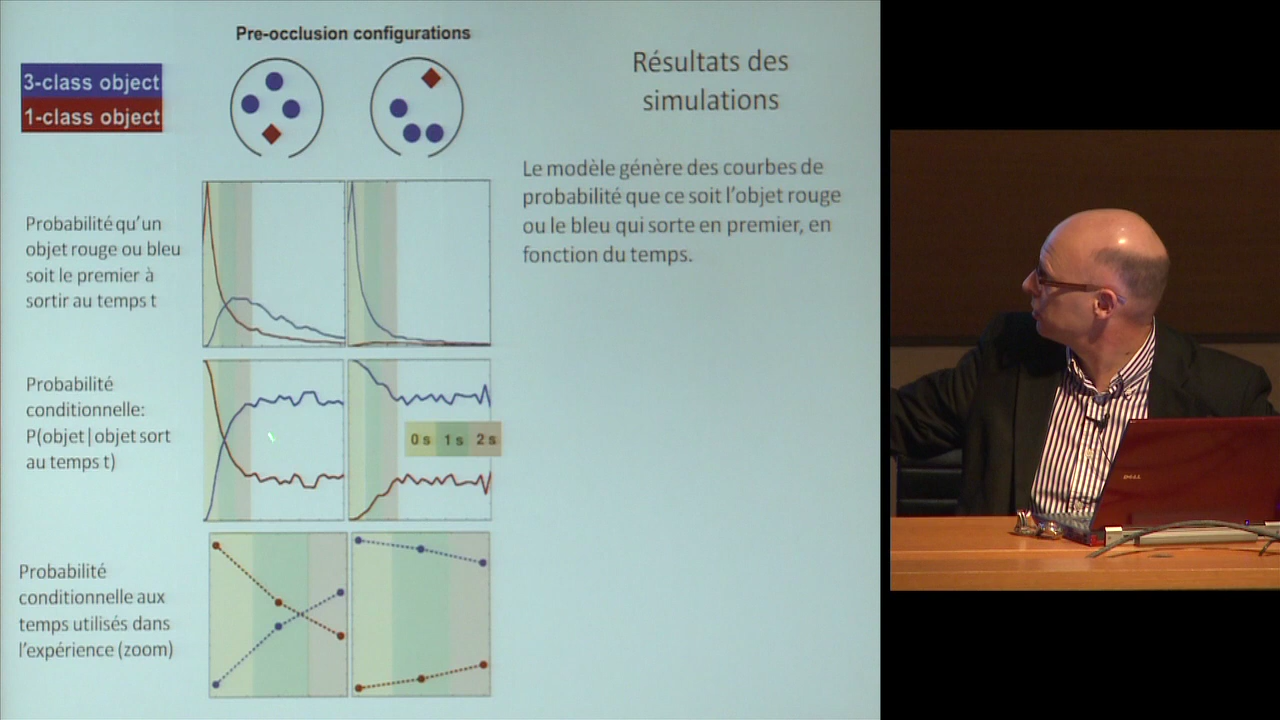 Pre-occlusion configurations
3-class object
1-class object
Résultats des
simulations
Le modèle génère des courbes de
probabilité que ce soit l'objet rouge
ou le bleu qui sorte en premier, en
fonction du temps.
Probabilité qu'un
objet rouge ou bleu
soit le premier à
sortir au temps t
Probabilité
conditionnelle:
P(objet|objet sort
au temps t)
0 s 1 s 2 s
Probabilité
conditionnelle aux
temps utilisés dans
l'expérience (zoom)
DELL